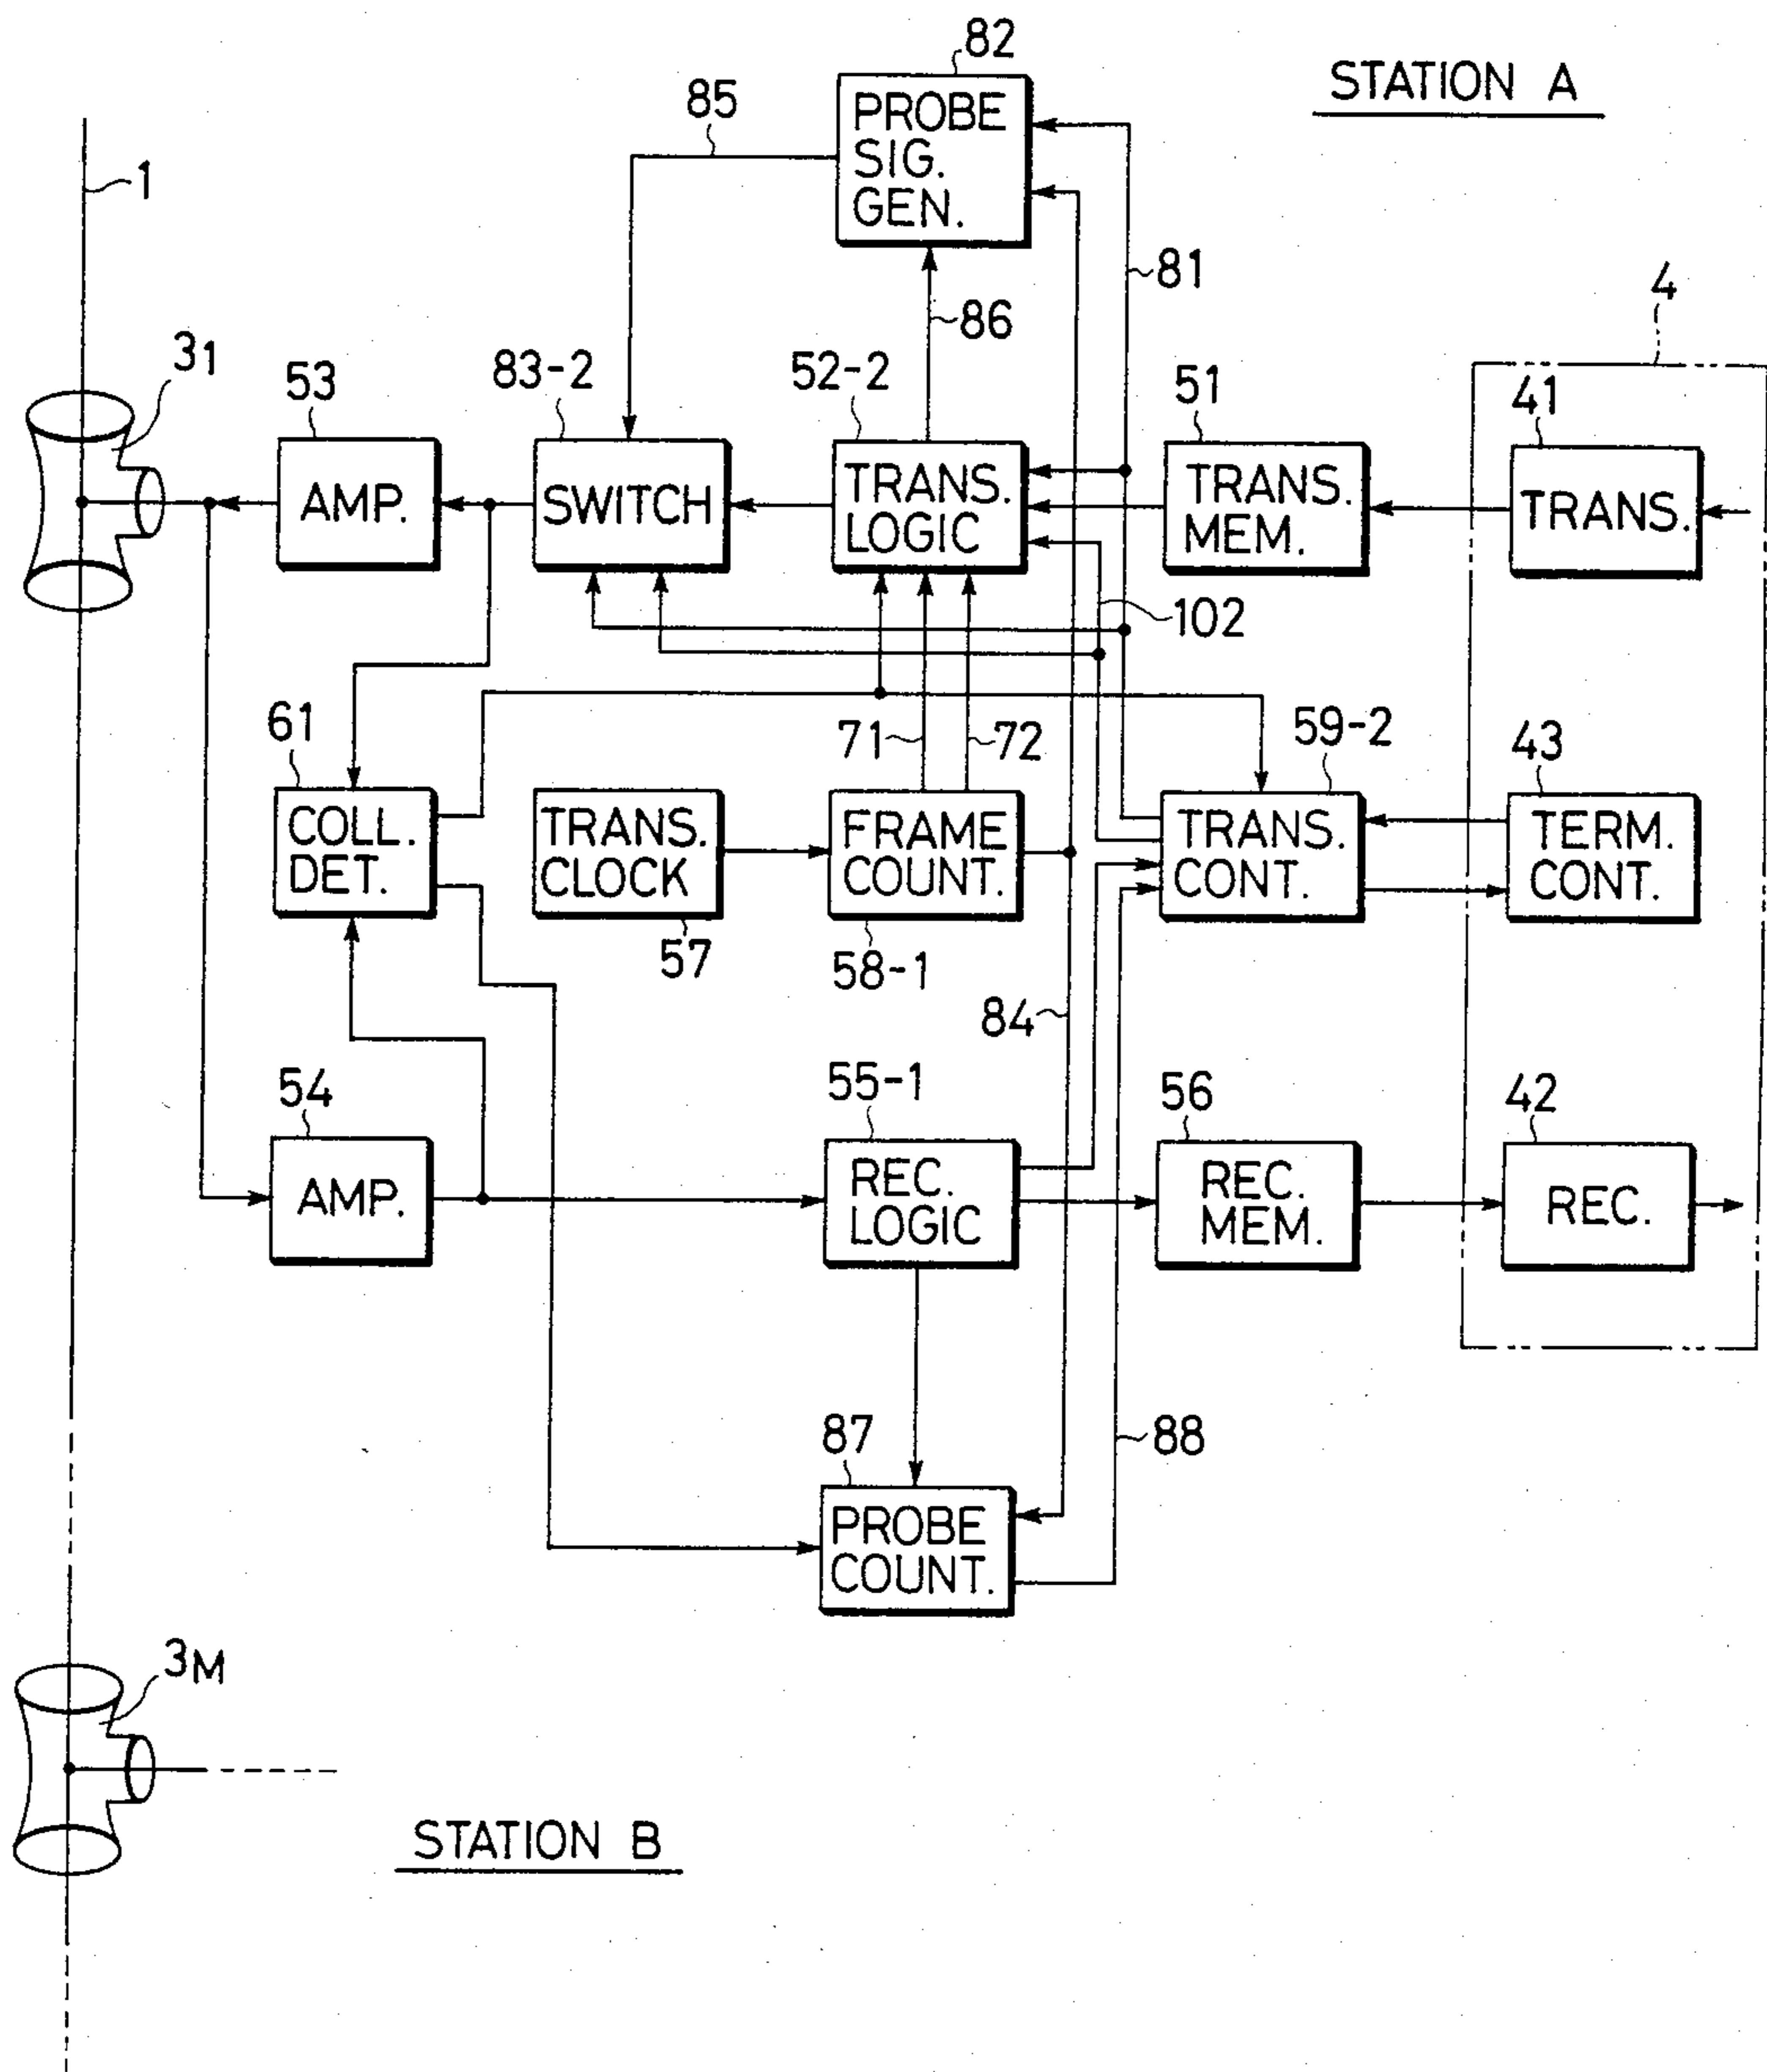 82
STATION A
85
PROBE
SIG.
GEN.
1
81
4
86
3₁
53
83-2
52-2
51
41
AMP.
SWITCH
TRANS.
LOGIC
TRANS.
MEM.
TRANS.
102
61
71
72
59-2
43
COLL.
DET.
TRANS.
CLOCK
FRAME
COUNT.
TRANS.
CONT.
TERM.
CONT.
57
58-1
84
54
55-1
56
42
AMP.
REC.
LOGIC
REC.
MEM.
REC.
87
88
PROBE
COUNT.
3M
STATION B